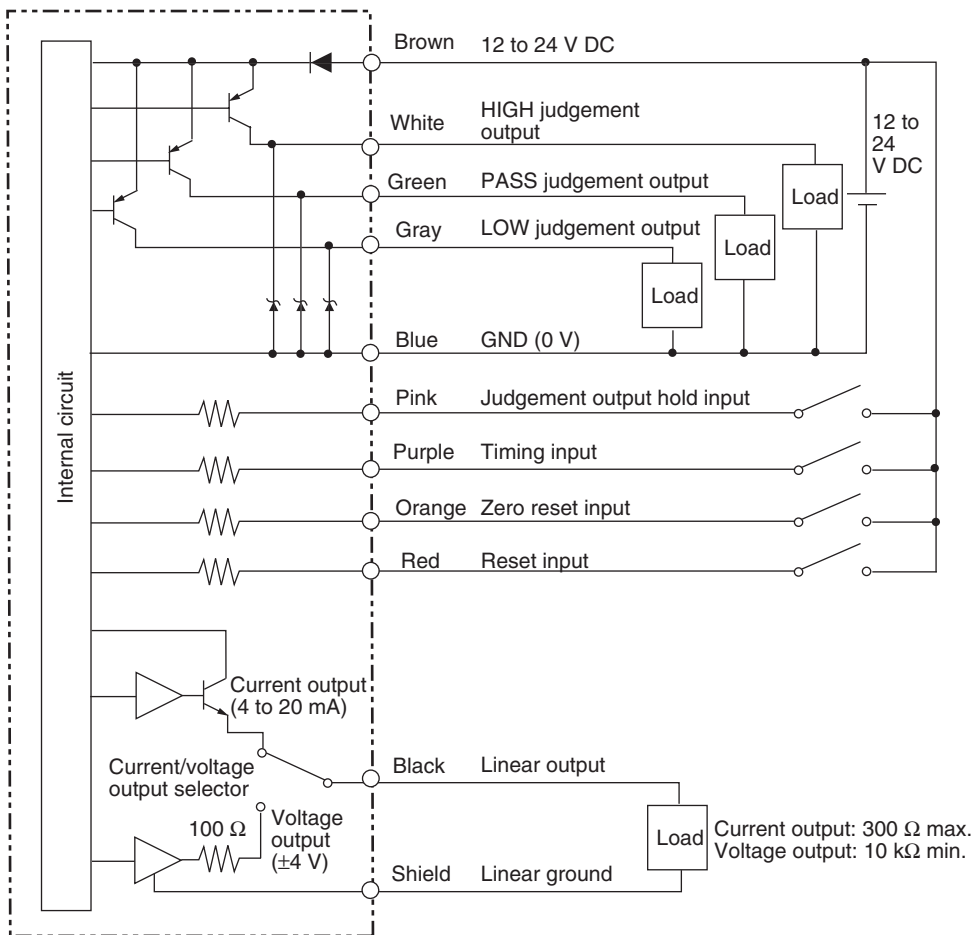 Brown 12 to 24 V DC
White HIGH judgement
output
12 to
24
V DC
Load
Green PASS judgement output
Load
Gray LOW judgement output
Load
Blue GND (0 V)
Internal circuit
Pink Judgement output hold input
Purple Timing input
Orange Zero reset input
Red Reset input
Current output
(4 to 20 mA)
Current/voltage
output selector
Black Linear output
100 Ω
Voltage
output
(±4 V)
Load
Current output: 300 Ω max.
Voltage output: 10 kΩ min.
Shield Linear ground